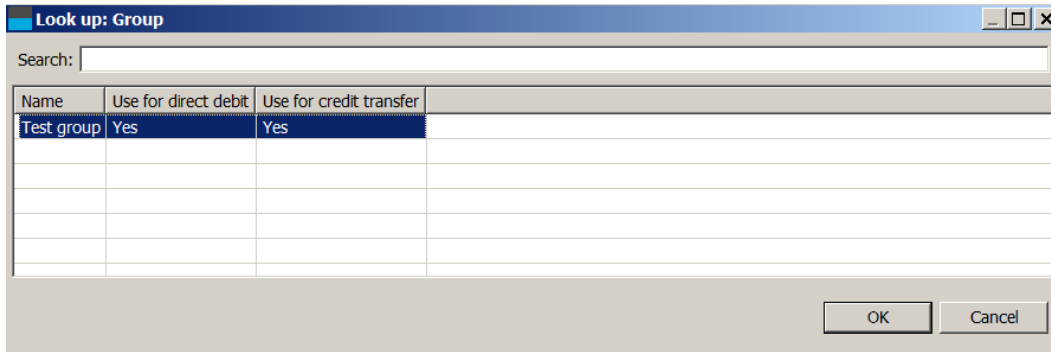 Look up: Group
Search:
Name Use for direct debit Use for credit transfer
Test group Yes Yes
OK Cancel